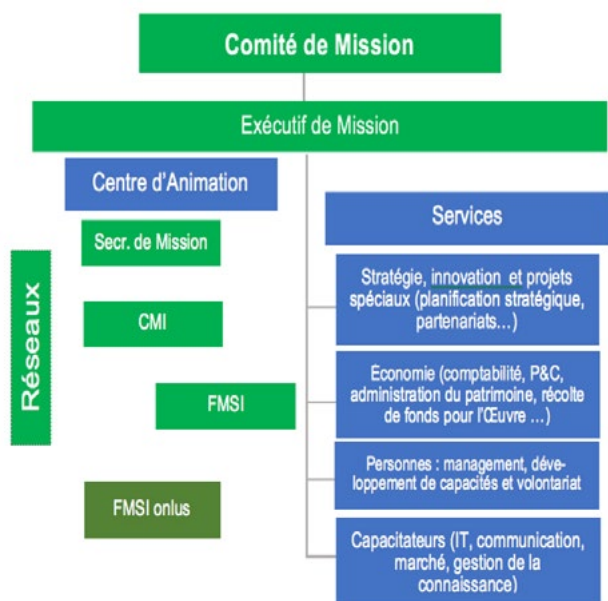 Comité de Mission
Exécutif de Mission
Centre d'Animation
Secr. de Mission
CMI
FMSI
FMSI onlus
Réseaux
Services
Stratégie, innovation et projets
spéciaux (planification stratégique,
partenariats...)
Économie (comptabilité, P&C,
administration du patrimoine, récolte
de fonds pour l'Œuvre ...)
Personnes : management, déve-
loppement de capacités et volontariat
Capacitateurs (IT, communication,
marché, gestion de la
connaissance)